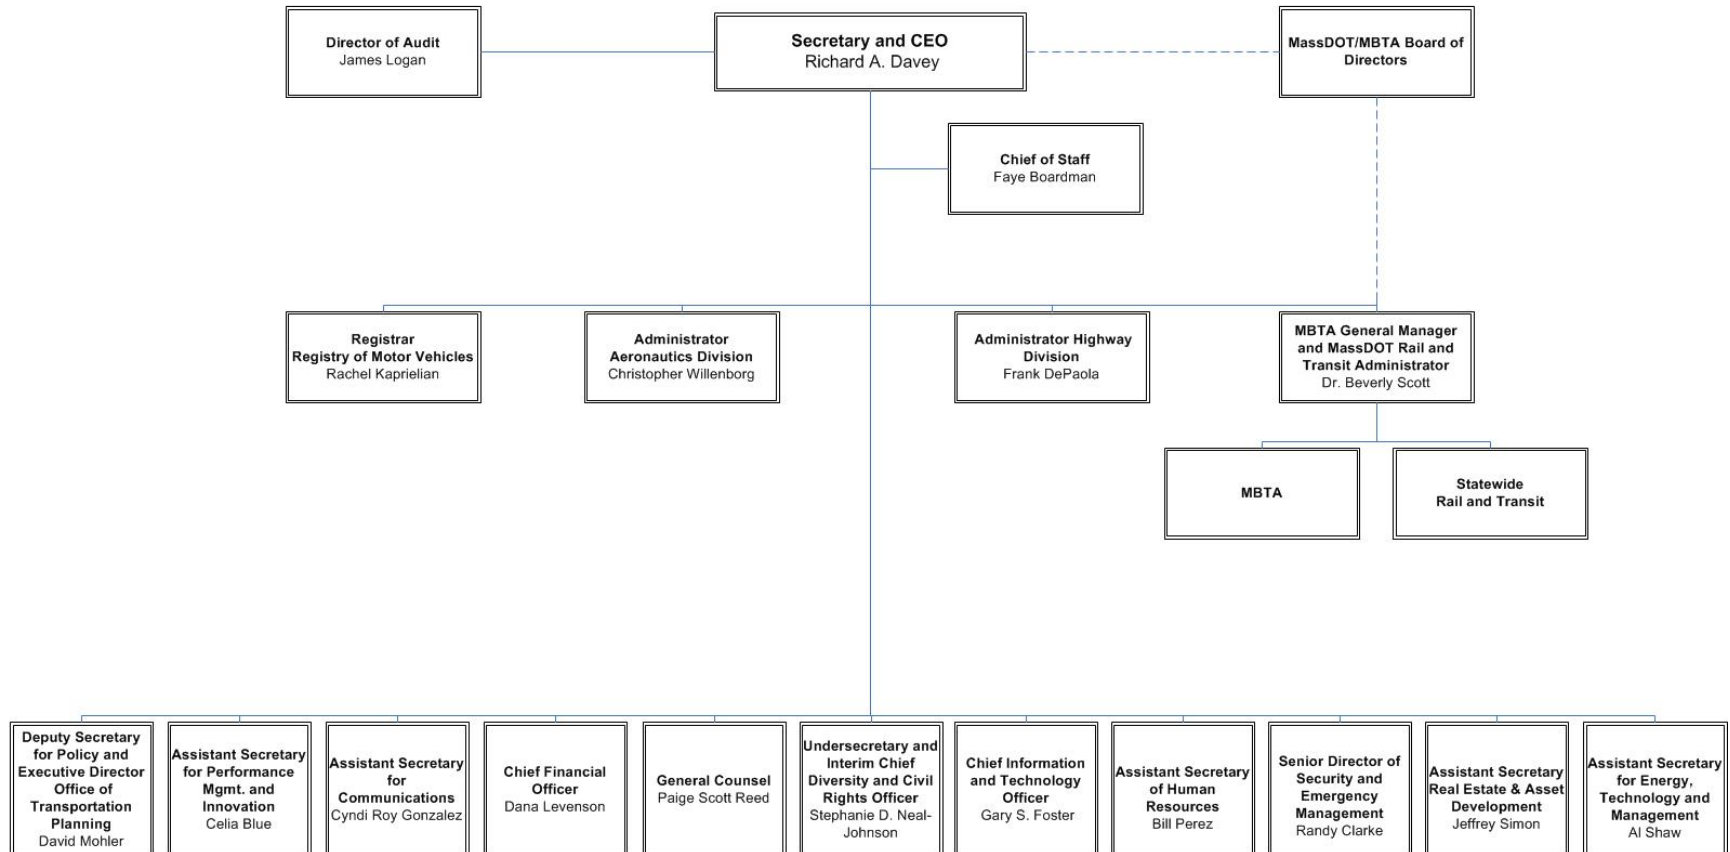 Director of Audit
James Logan
Secretary and CEO
Richard A. Davey
MassDOT/MBTA Board of
Directors
Chief of Staff
Faye Boardman
Registrar
Registry of Motor Vehicles
Rachel Kaprielian
Administrator
Aeronautics Division
Christopher Willenborg
Administrator Highway
Division
Frank DePaola
MBTA General Manager
and MassDOT Rail and
Transit Administrator
Dr. Beverly Scott
MBTA
Statewide
Rail and Transit
Deputy Secretary
for Policy and
Executive Director
Office of
Transportation
Planning
David Mohler
Assistant Secretary
for Performance
Mgmt. and
Innovation
Celia Blue
Assistant Secretary
for
Communications
Cyndi Roy Gonzalez
Chief Financial
Officer
Dana Levenson
General Counsel
Paige Scott Reed
Undersecretary and
Interim Chief
Diversity and Civil
Rights Officer
Stephanie D. Neal-
Johnson
Chief Information
and Technology
Officer
Gary S. Foster
Assistant Secretary
of Human
Resources
Bill Perez
Senior Director of
Security and
Emergency
Management
Randy Clarke
Assistant Secretary
Real Estate & Asset
Development
Jeffrey Simon
Assistant Secretary
for Energy,
Technology and
Management
Al Shaw